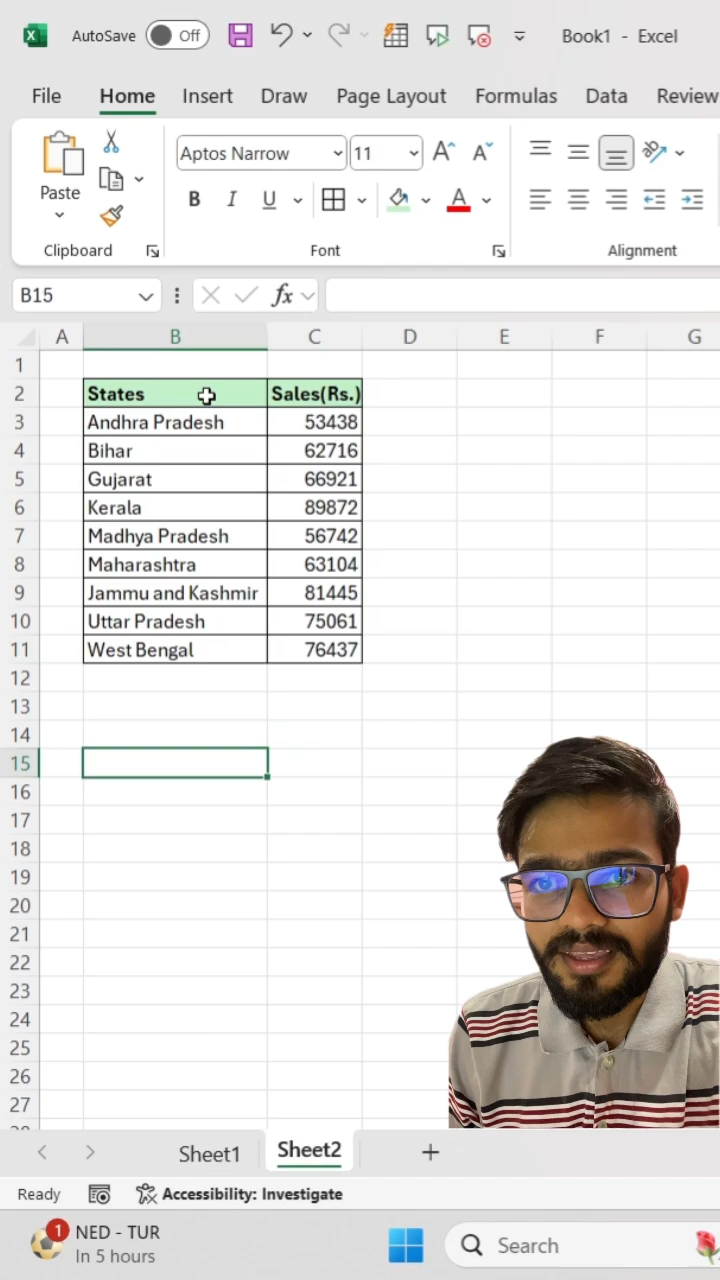 AutoSave Off Book1 - Excel
File Home Insert Draw Page Layout Formulas Data Review
Paste
Aptos Narrow 11 A A
B I U A
Clipboard Font Alignment
B15 fx
A B C D E F G
1
2 States Sales(Rs.)
3 Andhra Pradesh 53438
4 Bihar 62716
5 Gujarat 66921
6 Kerala 89872
7 Madhya Pradesh 56742
8 Maharashtra 63104
9 Jammu and Kashmir 81445
10 Uttar Pradesh 75061
11 West Bengal 76437
12
13
14
15
16
17
18
19
20
21
22
23
24
25
26
27
Sheet1 Sheet2 +
Ready Accessibility: Investigate
1 NED - TUR
In 5 hours
Search